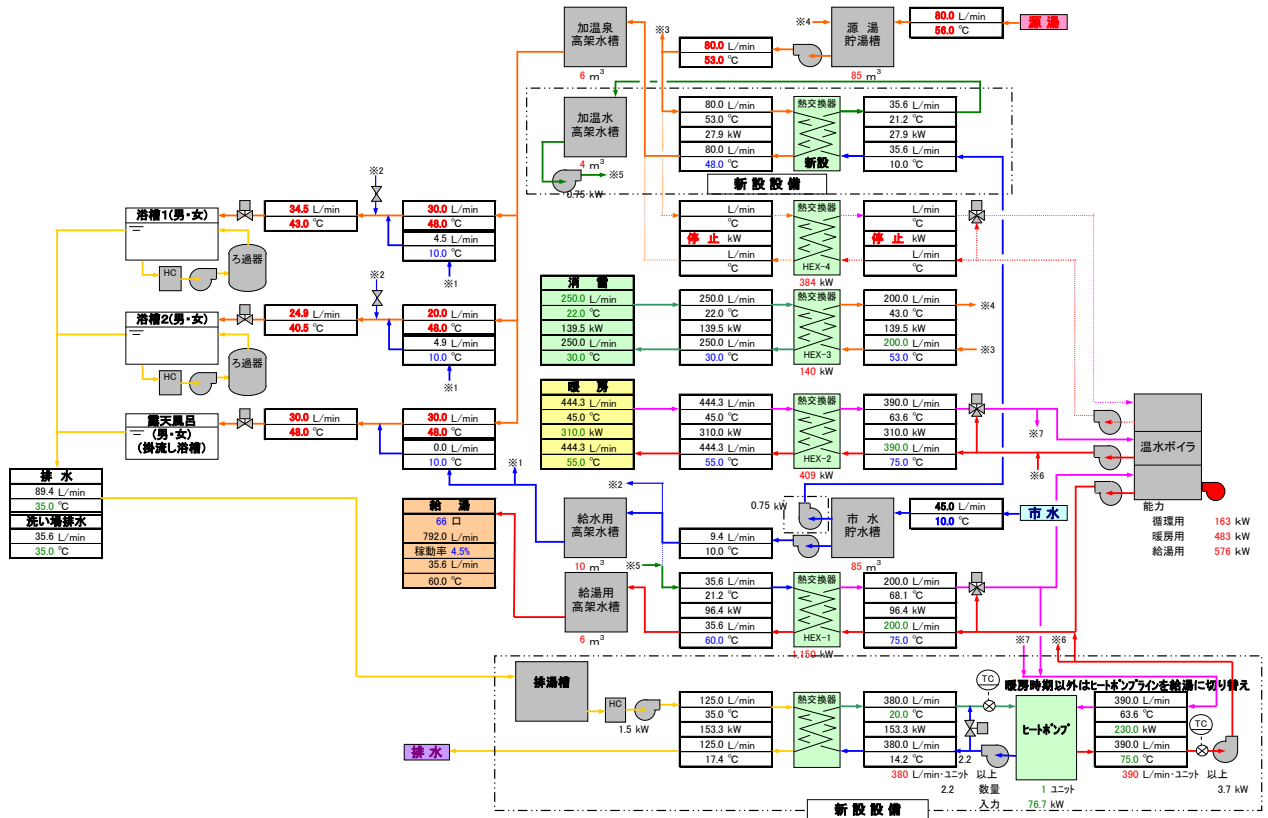 加温泉
高架水槽
6 m³
※3
80.0 L/min
53.0 ℃
※4
源 湯
貯湯槽
85 m³
80.0 L/min
56.0 ℃
源 湯
加温水
高架水槽
4 m³
※5
0.75 kW
80.0 L/min
53.0 ℃
27.9 kW
80.0 L/min
48.0 ℃
熱交換器
新設
35.6 L/min
21.2 ℃
27.9 kW
35.6 L/min
10.0 ℃
新設設備
浴槽1(男・女)
ろ過器
HC
34.5 L/min
43.0 ℃
※2
30.0 L/min
48.0 ℃
4.5 L/min
10.0 ℃
※1
L/min
℃
停 止 kW
L/min
℃
熱交換器
HEX-4
384 kW
L/min
℃
停 止 kW
L/min
℃
浴槽2(男・女)
ろ過器
HC
24.9 L/min
40.5 ℃
※2
20.0 L/min
48.0 ℃
4.9 L/min
10.0 ℃
※1
消 雪
250.0 L/min
22.0 ℃
139.5 kW
250.0 L/min
30.0 ℃
250.0 L/min
22.0 ℃
139.5 kW
250.0 L/min
30.0 ℃
熱交換器
HEX-3
140 kW
200.0 L/min
43.0 ℃
139.5 kW
200.0 L/min
53.0 ℃
※4
※3
露天風呂
(男・女)
(掛流し浴槽)
30.0 L/min
48.0 ℃
30.0 L/min
48.0 ℃
0.0 L/min
10.0 ℃
※1
暖 房
444.3 L/min
45.0 ℃
310.0 kW
444.3 L/min
55.0 ℃
444.3 L/min
45.0 ℃
310.0 kW
444.3 L/min
55.0 ℃
熱交換器
HEX-2
409 kW
390.0 L/min
63.6 ℃
310.0 kW
390.0 L/min
75.0 ℃
※7
※6
温水ボイラ
能力
循環用 163 kW
暖房用 483 kW
給湯用 576 kW
排 水
89.4 L/min
35.0 ℃
洗い場排水
35.6 L/min
35.0 ℃
給 湯
66 口
792.0 L/min
稼動率 4.5%
35.6 L/min
60.0 ℃
給水用
高架水槽
10 m³
※2
9.4 L/min
10.0 ℃
0.75 kW
市 水
貯水槽
85 m³
45.0 L/min
10.0 ℃
市 水
給湯用
高架水槽
6 m³
※5
35.6 L/min
21.2 ℃
96.4 kW
35.6 L/min
60.0 ℃
熱交換器
HEX-1
1,150 kW
200.0 L/min
68.1 ℃
96.4 kW
200.0 L/min
75.0 ℃
※7
※6
暖房時期以外はヒートポンプラインを給湯に切り替え
排湯槽
HC
1.5 kW
排 水
125.0 L/min
35.0 ℃
153.3 kW
125.0 L/min
17.4 ℃
熱交換器
380.0 L/min
20.0 ℃
153.3 kW
380.0 L/min
14.2 ℃
TC
2.2
ヒートポンプ
390.0 L/min
63.6 ℃
230.0 kW
390.0 L/min
75.0 ℃
TC
380 L/min・ユニット 以上
390 L/min・ユニット 以上
2.2 数量 1 ユニット
3.7 kW
入力 76.7 kW
新設設備